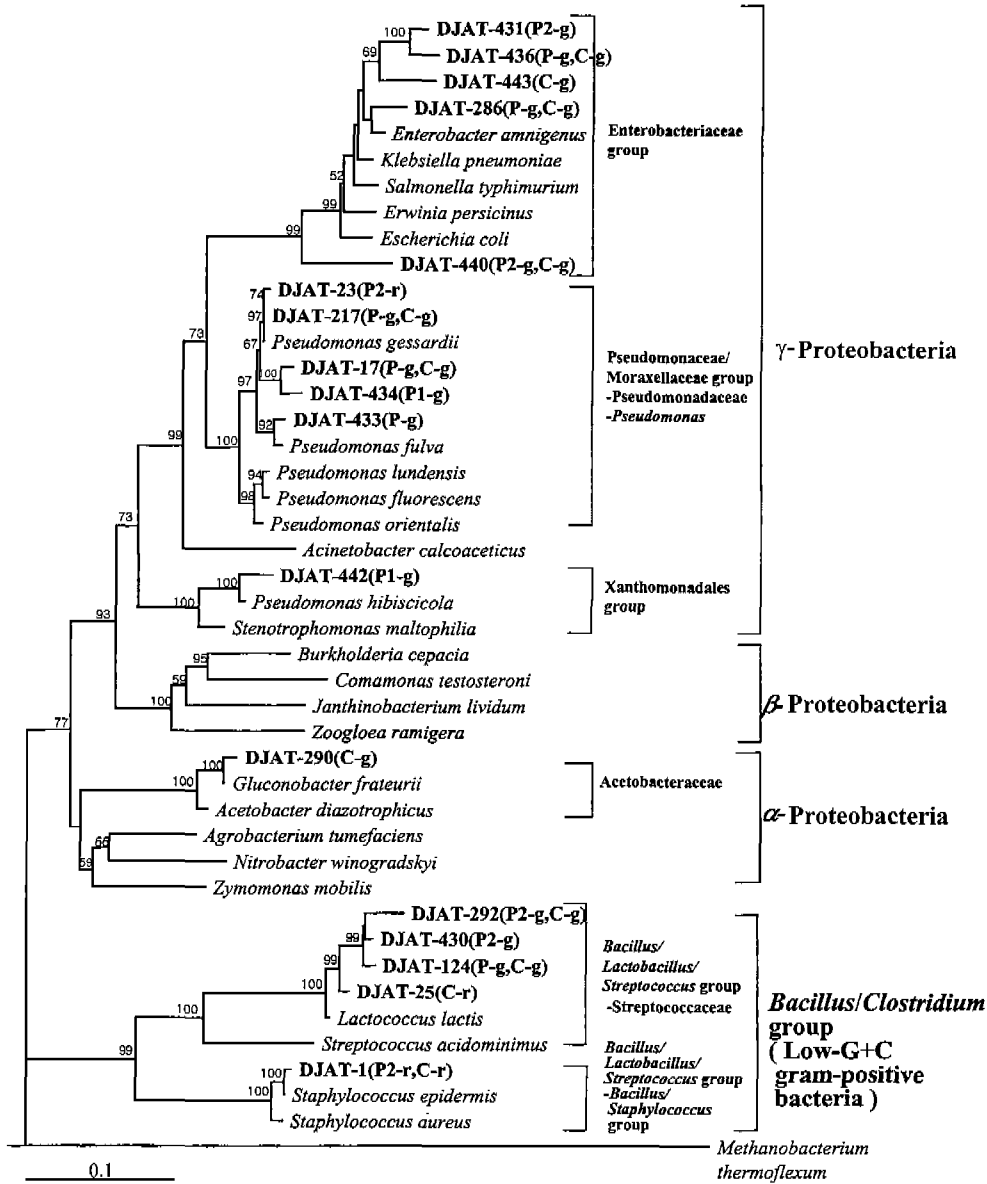 DJAT-431(P2-g)
100
69
DJAT-436(P-g,C-g)
DJAT-443(C-g)
DJAT-286(P-g,C-g)
Enterobacter amnigenus
Enterobacteriaceae
group
Klebsiella pneumoniae
52
Salmonella typhimurium
99
Erwinia persicinus
99
Escherichia coli
DJAT-440(P2-g,C-g)
74
DJAT-23(P2-r)
97
DJAT-217(P-g,C-g)
73
67
Pseudomonas gessardii
100
DJAT-17(P-g,C-g)
97
DJAT-434(P1-g)
Pseudomonaceae/
Moraxellaceae group
-Pseudomonadaceae
-Pseudomonas
γ-Proteobacteria
92
DJAT-433(P-g)
99
100
Pseudomonas fulva
94
Pseudomonas lundensis
98
Pseudomonas fluorescens
Pseudomonas orientalis
73
Acinetobacter calcoaceticus
100
DJAT-442(P1-g)
100
Pseudomonas hibiscicola
Xanthomonadales
group
93
Stenotrophomonas maltophilia
95
Burkholderia cepacia
59
Comamonas testosteroni
100
Janthinobacterium lividum
β-Proteobacteria
77
Zoogloea ramigera
DJAT-290(C-g)
100
100
Gluconobacter frateurii
Acetobacteraceae
Acetobacter diazotrophicus
α-Proteobacteria
66
Agrobacterium tumefaciens
59
Nitrobacter winogradskyi
Zymomonas mobilis
DJAT-292(P2-g,C-g)
99
DJAT-430(P2-g)
99
DJAT-124(P-g,C-g)
100
DJAT-25(C-r)
Bacillus/
Lactobacillus/
Streptococcus group
-Streptococcaceae
Lactococcus lactis
Streptococcus acidominimus
99
100
DJAT-1(P2-r,C-r)
100
Staphylococcus epidermis
Staphylococcus aureus
Bacillus/
Lactobacillus/
Streptococcus group
-Bacillus/
Staphylococcus
group
Bacillus/Clostridium
group
( Low-G+C
gram-positive
bacteria )
Methanobacterium
thermoflexum
0.1